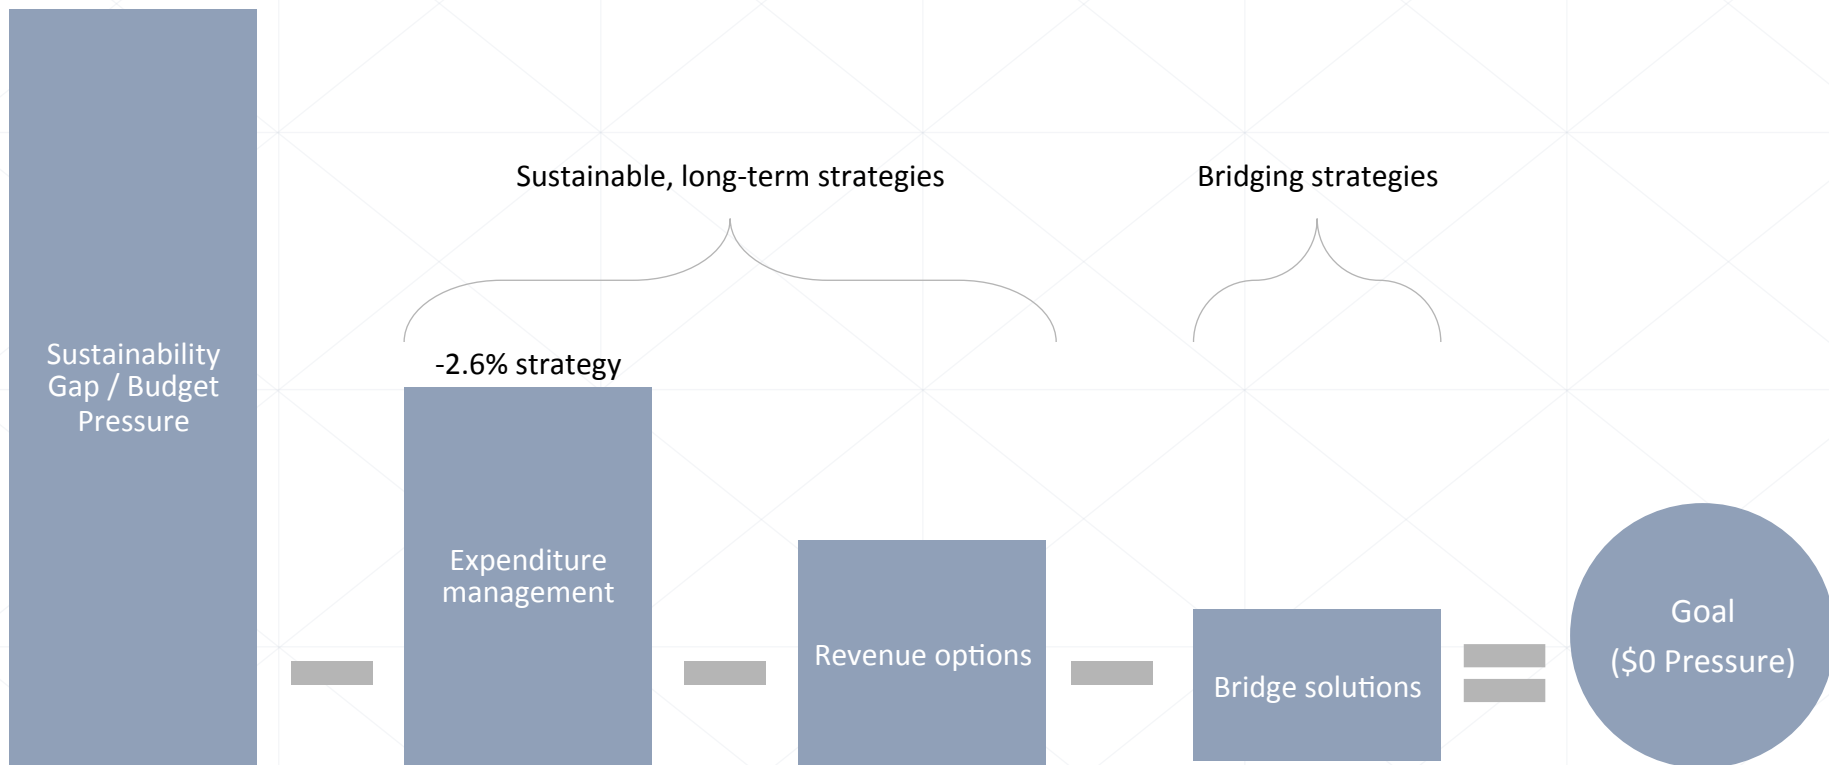 Sustainable, long-term strategies
Bridging strategies
Sustainability
Gap / Budget
Pressure
-2.6% strategy
Expenditure
management
Revenue options
Bridge solutions
Goal
($0 Pressure)